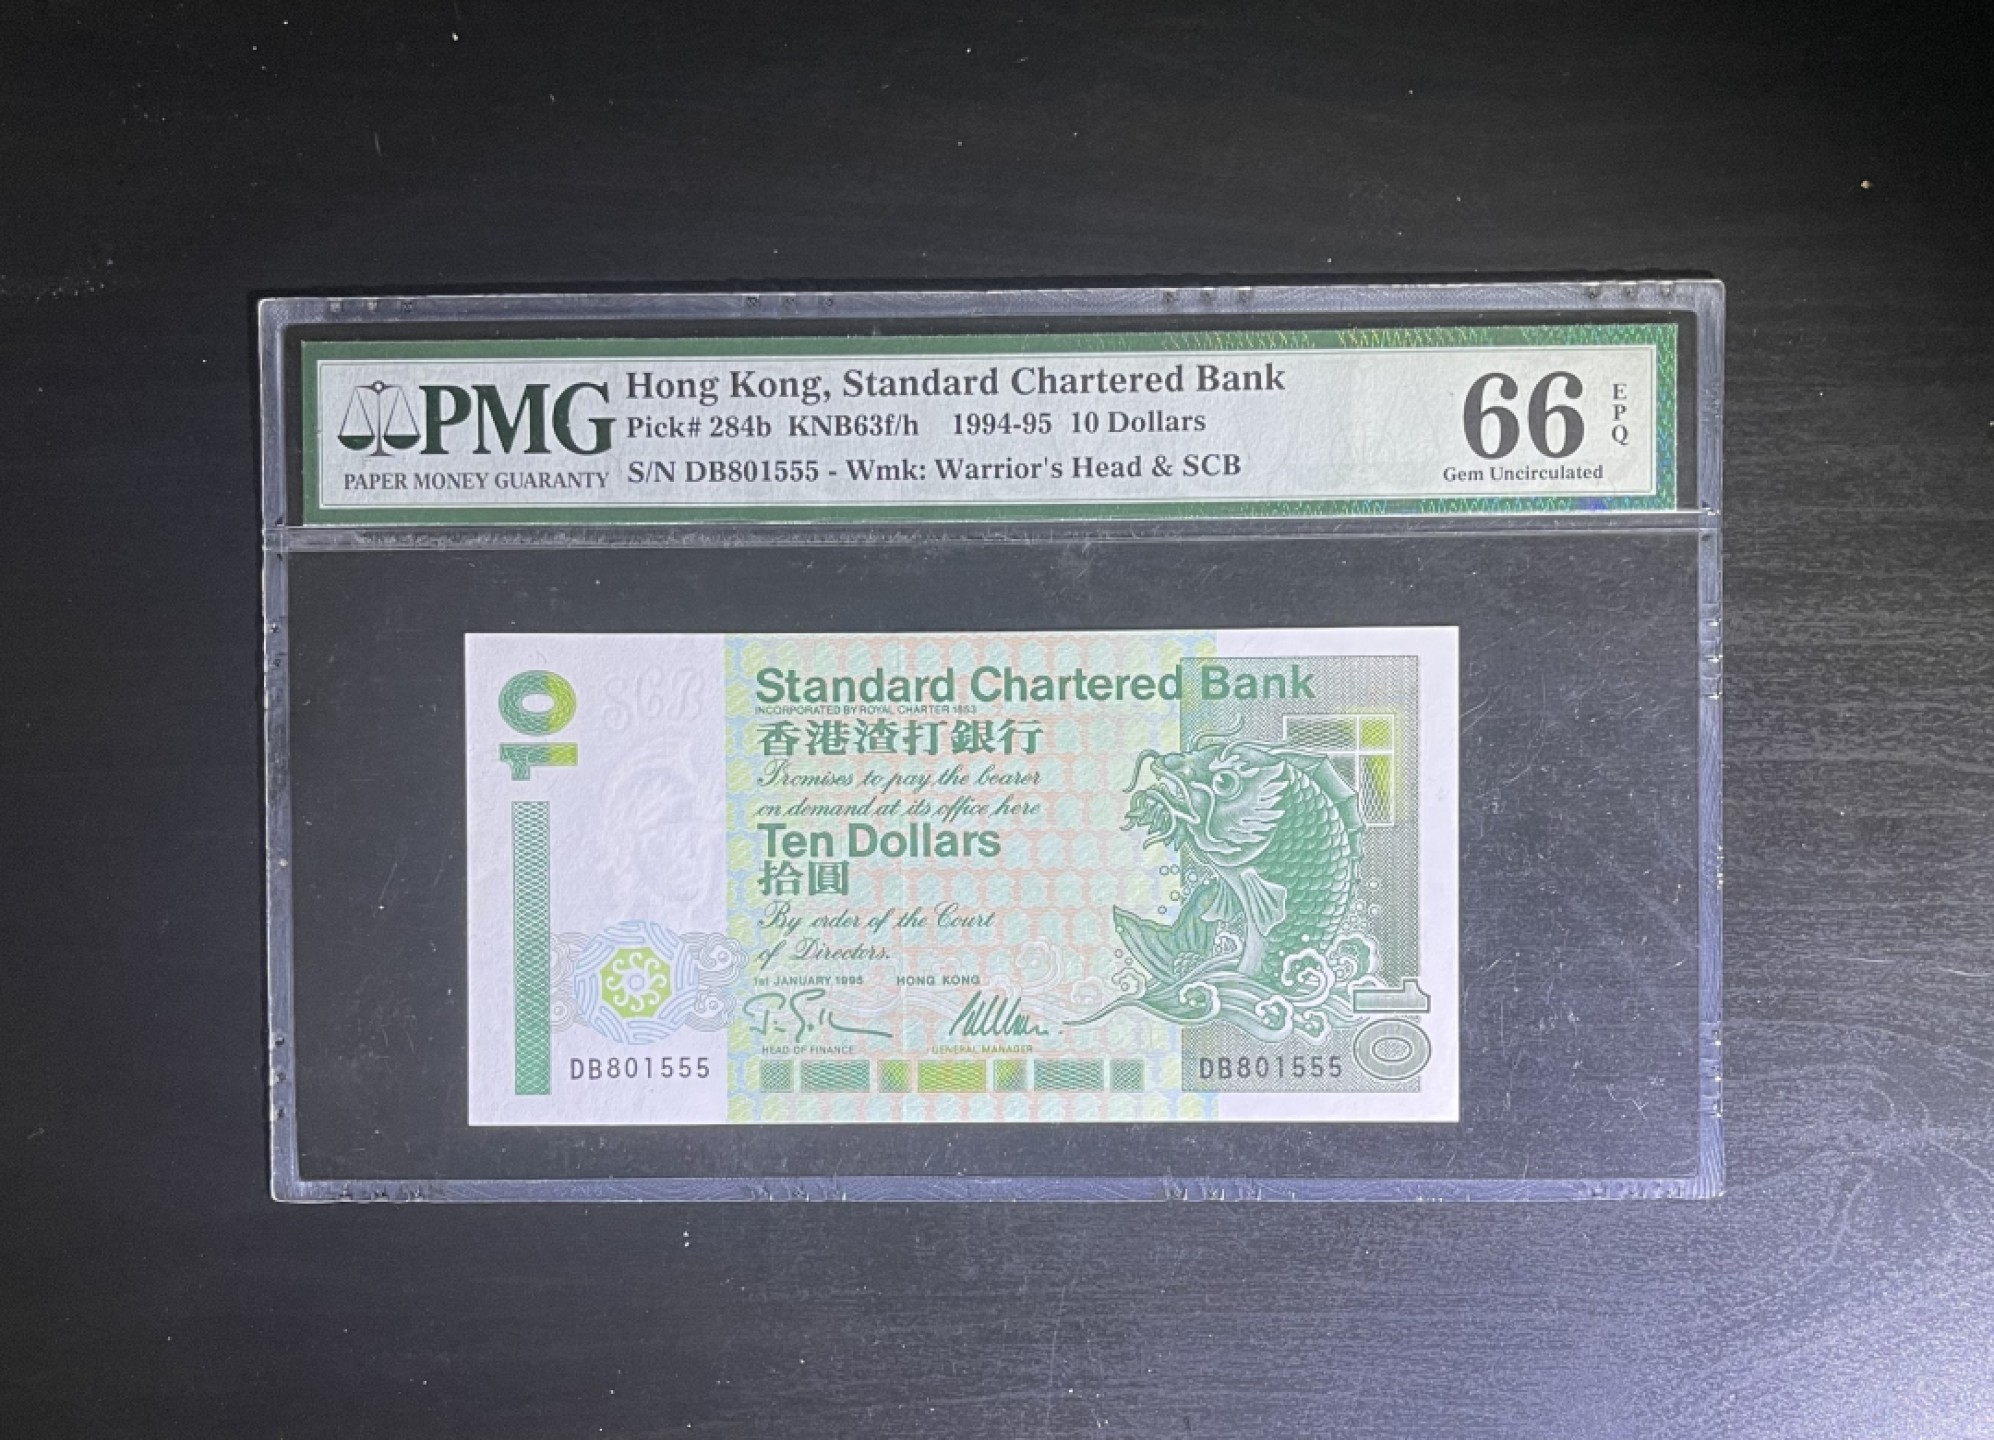 PMG
PAPER MONEY GUARANTY
Hong Kong, Standard Chartered Bank
Pick# 284b KNB63f/h 1994-95 10 Dollars
S/N DB801555 - Wmk: Warrior's Head & SCB
66
EPQ
Gem Uncirculated
10
SCB
Standard Chartered Bank
INCORPORATED BY ROYAL CHARTER 1853
香港渣打銀行
Promises to pay the bearer
on demand at its office here
Ten Dollars
拾圓
By order of the Court
of Directors.
1st JANUARY 1995 HONG KONG
HEAD OF FINANCE GENERAL MANAGER
DB801555 DB801555
10